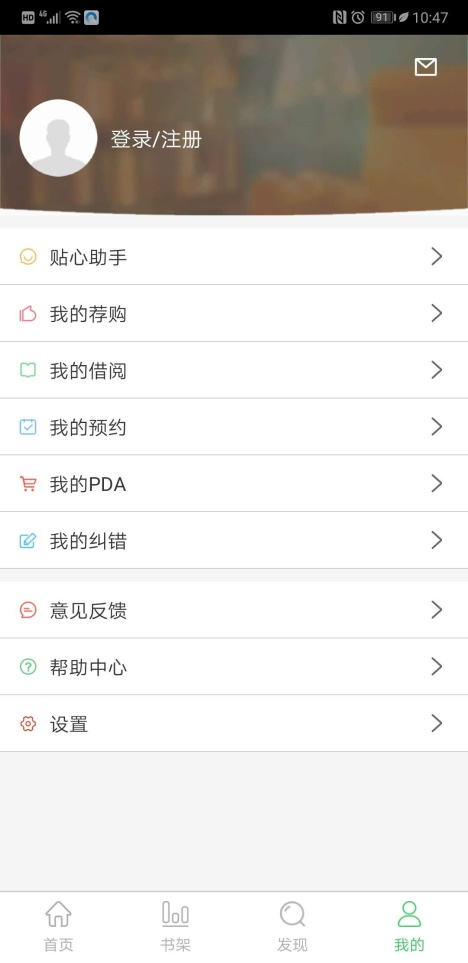 HD 4G 91 10:47
登录/注册
贴心助手
我的荐购
我的借阅
我的预约
我的PDA
我的纠错
意见反馈
帮助中心
设置
首页 书架 发现 我的